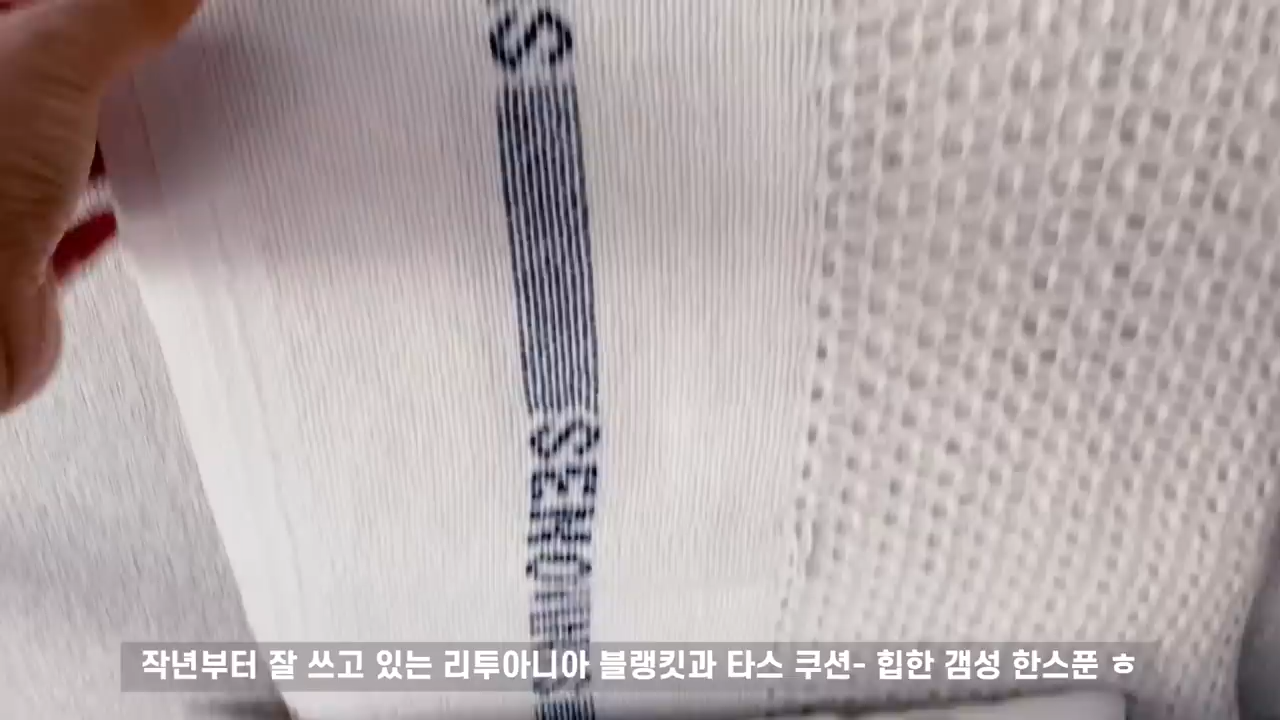 S
작년부터 잘 쓰고 있는 리투아니아 블랭킷과 타스 쿠션- 힙한 갬성 한스푼 ㅎ